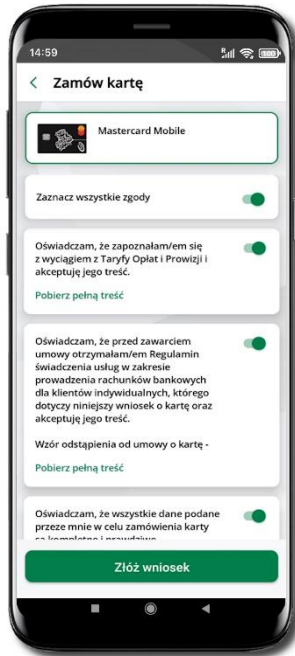 14:59
Zamów kartę
Mastercard Mobile
Zaznacz wszystkie zgody
Oświadczam, że zapoznałam/em się
z wyciągiem z Taryfy Opłat i Prowizji i
akceptuję jego treść.
Pobierz pełną treść
Oświadczam, że przed zawarciem
umowy otrzymałam/em Regulamin
świadczenia usług w zakresie
prowadzenia rachunków bankowych
dla klientów indywidualnych, którego
dotyczy niniejszy wniosek o kartę oraz
akceptuję jego treść.
Wzór odstąpienia od umowy o kartę -
Pobierz pełną treść
Oświadczam, że wszystkie dane podane
przeze mnie w celu zamówienia karty
są kompletne i prawdziwe
Złóż wniosek